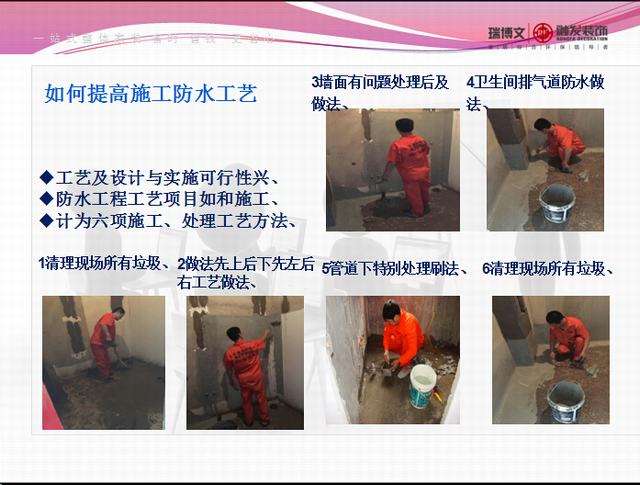 瑞博文
融发装饰
如何提高施工防水工艺
◆工艺及设计与实施可行性兴、
◆防水工程工艺项目如和施工、
◆计为六项施工、处理工艺方法、
3墙面有问题处理后及
做法、
4卫生间排气道防水做
法、
1清理现场所有垃圾、
2做法先上后下先左后
右工艺做法、
5管道下特别处理刷法、
6清理现场所有垃圾、